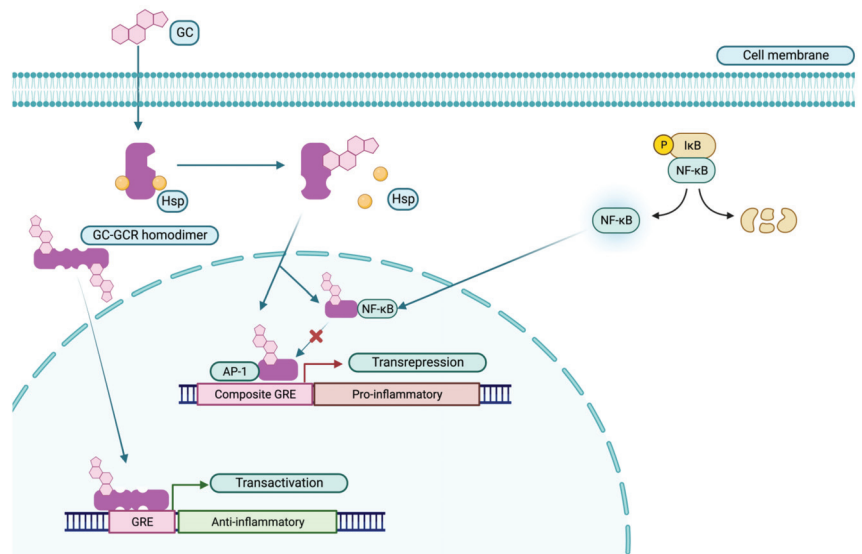 GC
Cell membrane
P
IκB
NF-κB
Hsp
Hsp
NF-κB
GC-GCR homodimer
NF-κB
AP-1
Transrepression
Composite GRE
Pro-inflammatory
Transactivation
GRE
Anti-inflammatory